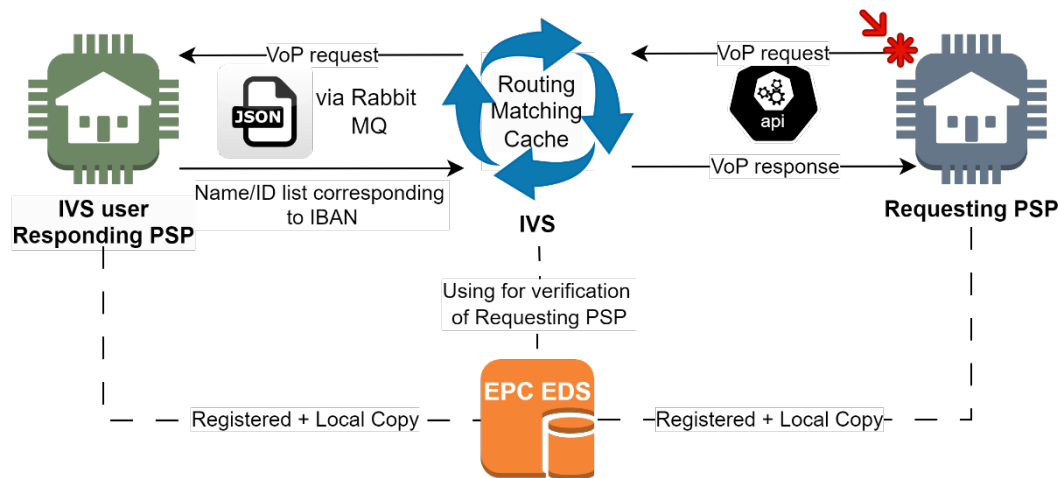 VoP request
JSON
via Rabbit
MQ
Name/ID list corresponding
to IBAN
IVS user
Responding PSP
Routing
Matching
Cache
IVS
VoP request
api
VoP response
Requesting PSP
Using for verification
of Requesting PSP
EPC EDS
Registered + Local Copy
Registered + Local Copy